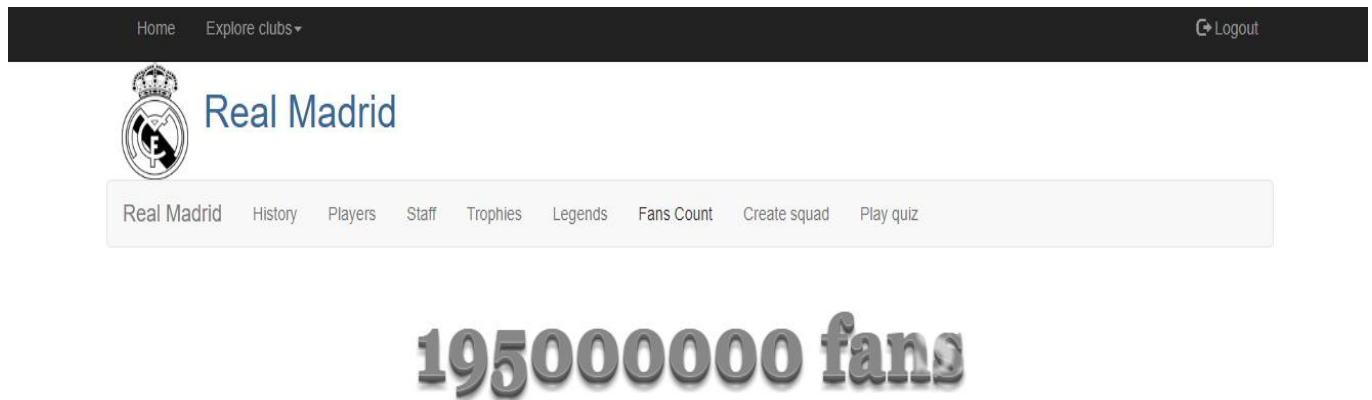 Home Explore clubs Logout
Real Madrid
Real Madrid History Players Staff Trophies Legends Fans Count Create squad Play quiz
195000000 fans